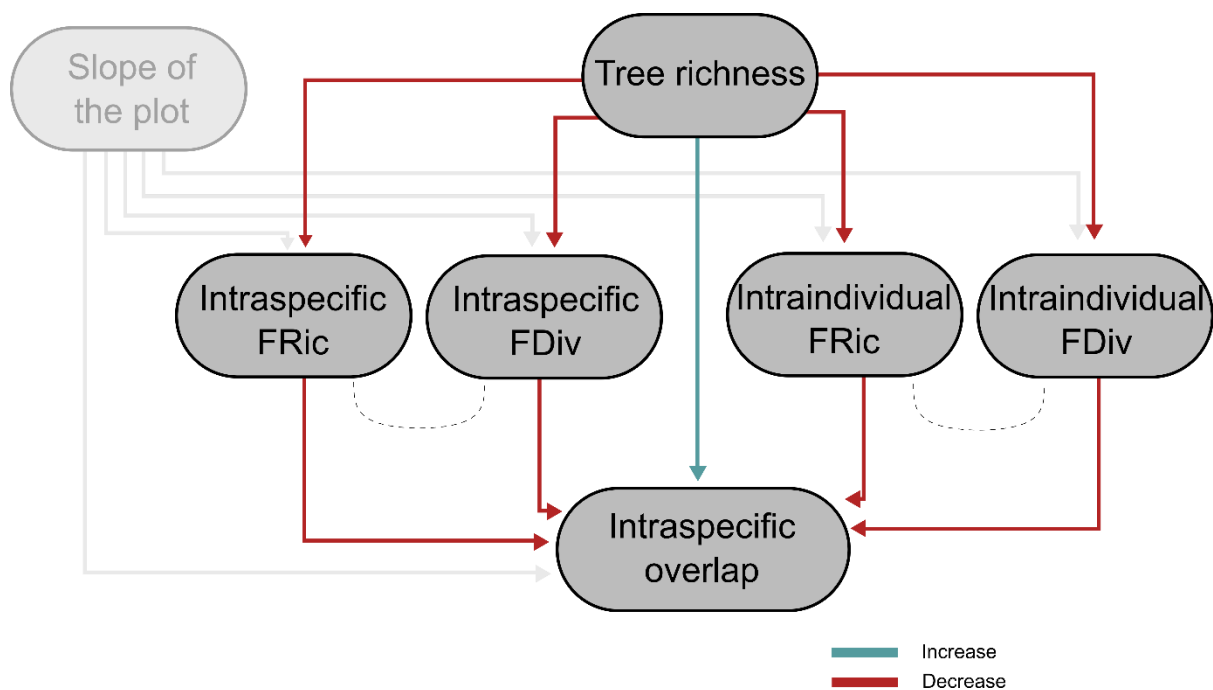 Slope of
the plot
Tree richness
Intraspecific
FRic
Intraspecific
FDiv
Intraindividual
FRic
Intraindividual
FDiv
Intraspecific
overlap
Increase
Decrease